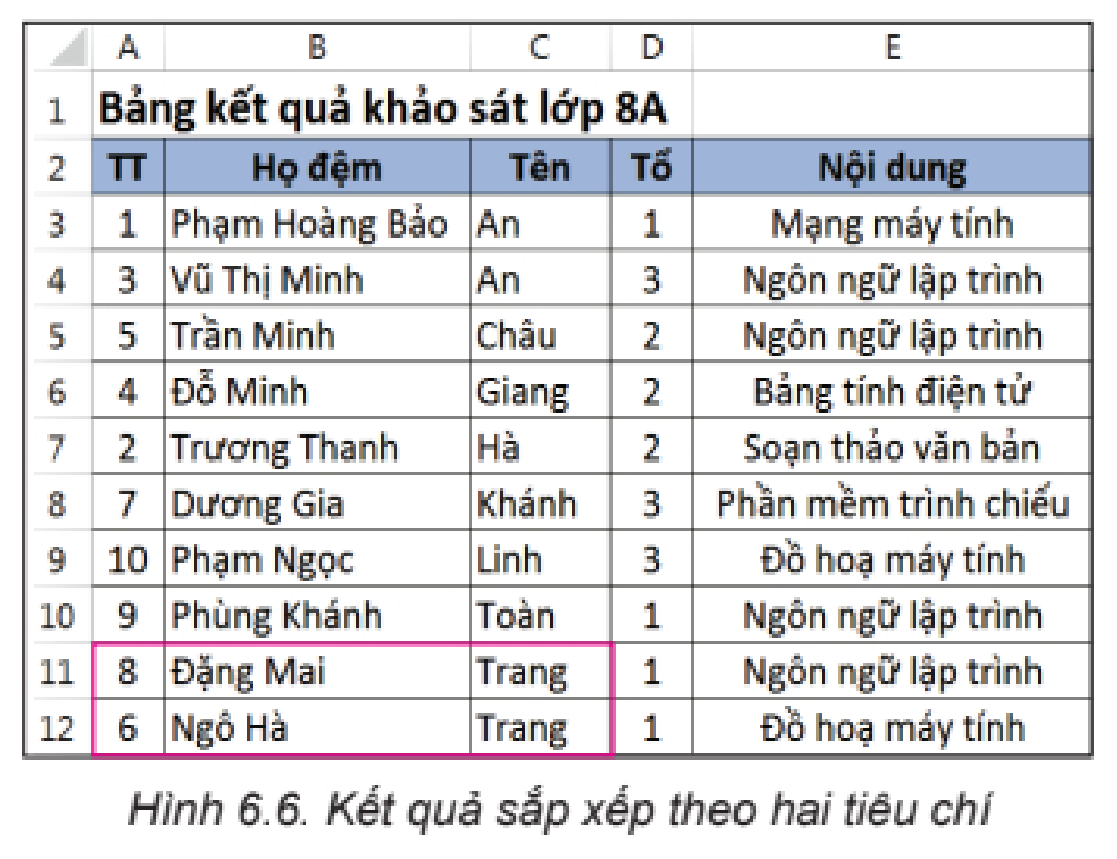 A B C D E
1 Bảng kết quả khảo sát lớp 8A
2 TT Họ đệm Tên Tổ Nội dung
3 1 Phạm Hoàng Bảo An 1 Mạng máy tính
4 3 Vũ Thị Minh An 3 Ngôn ngữ lập trình
5 5 Trần Minh Châu 2 Ngôn ngữ lập trình
6 4 Đỗ Minh Giang 2 Bảng tính điện tử
7 2 Trương Thanh Hà 2 Soạn thảo văn bản
8 7 Dương Gia Khánh 3 Phần mềm trình chiếu
9 10 Phạm Ngọc Linh 3 Đồ hoạ máy tính
10 9 Phùng Khánh Toàn 1 Ngôn ngữ lập trình
11 8 Đặng Mai Trang 1 Ngôn ngữ lập trình
12 6 Ngô Hà Trang 1 Đồ hoạ máy tính
Hình 6.6. Kết quả sắp xếp theo hai tiêu chí